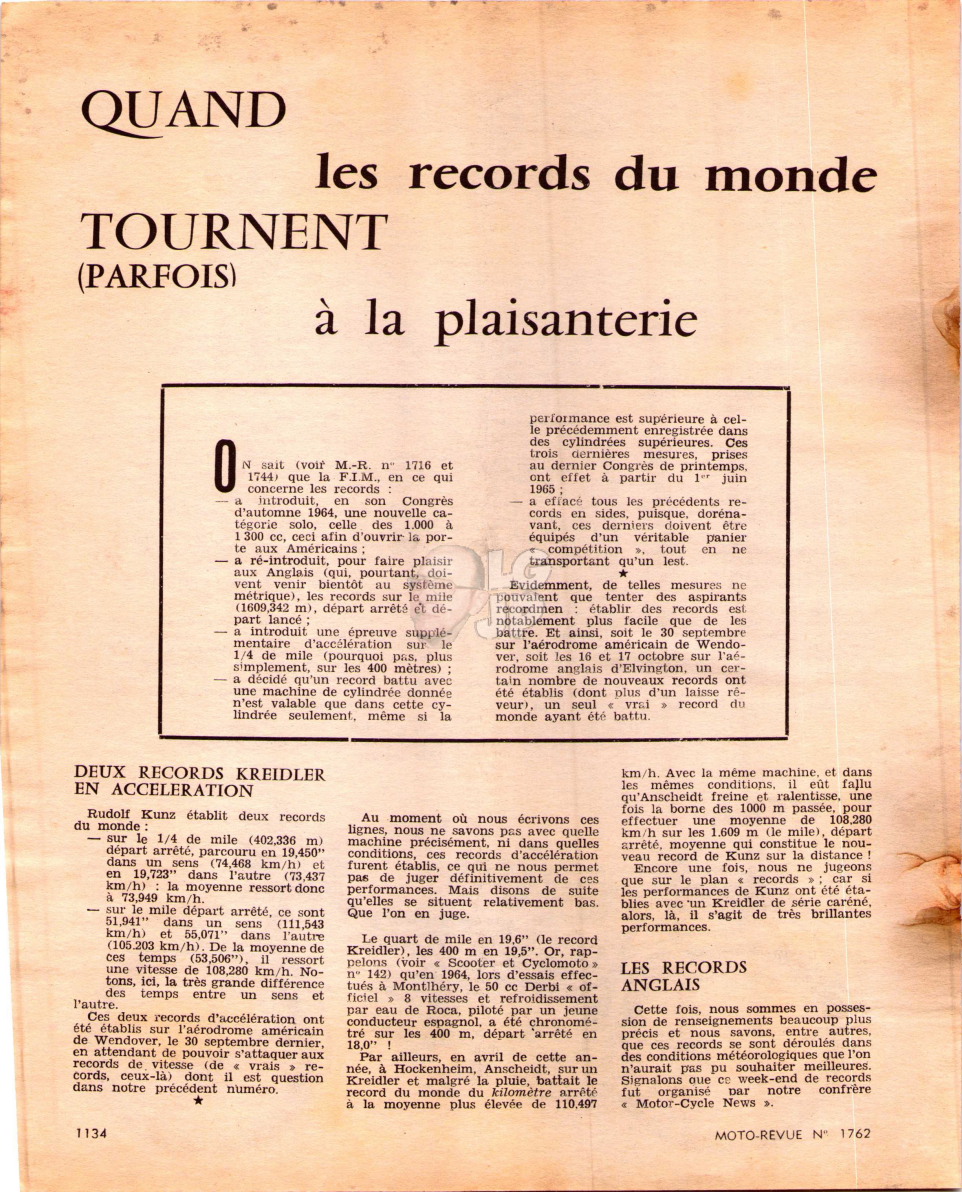 QUAND
les records du monde
TOURNENT
(PARFOIS)
à la plaisanterie
ON sait (voir M.-R. n° 1716 et
1744) que la F.I.M., en ce qui
concerne les records :
— a introduit, en son Congrès
d'automne 1964, une nouvelle ca-
tégorie solo, celle des 1.000 à
1 300 cc, ceci afin d'ouvrir la por-
te aux Américains ;
— a ré-introduit, pour faire plaisir
aux Anglais (qui, pourtant, doi-
vent venir bientôt au système
métrique), les records sur le mile
(1609,342 m), départ arrêté et dé-
part lancé ;
— a introduit une épreuve supplé-
mentaire d'accélération sur le
1/4 de mile (pourquoi pas, plus
simplement, sur les 400 mètres) ;
— a décidé qu'un record battu avec
une machine de cylindrée donnée
n'est valable que dans cette cy-
lindrée seulement, même si la
performance est supérieure à cel-
le précédemment enregistrée dans
des cylindrées supérieures. Ces
trois dernières mesures, prises
au dernier Congrès de printemps,
ont effet à partir du 1er juin
1965 ;
— a effacé tous les précédents re-
cords en sides, puisque, doréna-
vant, ces derniers doivent être
équipés d'un véritable panier
« compétition », tout en ne
transportant qu'un lest.
★
Evidemment, de telles mesures ne
pouvaient que tenter des aspirants
recordmen : établir des records est
notablement plus facile que de les
battre. Et ainsi, soit le 30 septembre
sur l'aérodrome américain de Wendo-
ver, soit les 16 et 17 octobre sur l'aé-
rodrome anglais d'Elvington, un cer-
tain nombre de nouveaux records ont
été établis (dont plus d'un laisse rê-
veur), un seul « vrai » record du
monde ayant été battu.
DEUX RECORDS KREIDLER
EN ACCELERATION
Rudolf Kunz établit deux records
du monde :
— sur le 1/4 de mile (402,336 m)
départ arrêté, parcouru en 19,450"
dans un sens (74,468 km/h) et
en 19,723" dans l'autre (73,437
km/h) : la moyenne ressort donc
à 73,949 km/h.
— sur le mile départ arrêté, ce sont
51,941" dans un sens (111,543
km/h) et 55,071" dans l'autre
(105.203 km/h). De la moyenne de
ces temps (53,506"), il ressort
une vitesse de 108,280 km/h. No-
tons, ici, la très grande différence
des temps entre un sens et
l'autre.
Ces deux records d'accélération ont
été établis sur l'aérodrome américain
de Wendover, le 30 septembre dernier,
en attendant de pouvoir s'attaquer aux
records de vitesse (de « vrais » re-
cords, ceux-là) dont il est question
dans notre précédent numéro.
★
Au moment où nous écrivons ces
lignes, nous ne savons pas avec quelle
machine précisément, ni dans quelles
conditions, ces records d'accélération
furent établis, ce qui ne nous permet
pas de juger définitivement de ces
performances. Mais disons de suite
qu'elles se situent relativement bas.
Que l'on en juge.
Le quart de mile en 19,6" (le record
Kreidler), les 400 m en 19,5". Or, rap-
pelons (voir « Scooter et Cyclomoto »
n° 142) qu'en 1964, lors d'essais effec-
tués à Montlhéry, le 50 cc Derbi « of-
ficiel » 8 vitesses et refroidissement
par eau de Roca, piloté par un jeune
conducteur espagnol, a été chronomé-
tré sur les 400 m, départ arrêté en
18,0" !
Par ailleurs, en avril de cette an-
née, à Hockenheim, Anscheidt, sur un
Kreidler et malgré la pluie, battait le
record du monde du kilomètre arrêté
à la moyenne plus élevée de 110,497
km/h. Avec la même machine, et dans
les mêmes conditions, il eût fallu
qu'Anscheidt freine et ralentisse, une
fois la borne des 1000 m passée, pour
effectuer une moyenne de 108,280
km/h sur les 1.609 m (le mile), départ
arrêté, moyenne qui constitue le nou-
veau record de Kunz sur la distance !
Encore une fois, nous ne jugeons
que sur le plan « records » ; car si
les performances de Kunz ont été éta-
blies avec un Kreidler de série caréné,
alors, là, il s'agit de très brillantes
performances.
LES RECORDS
ANGLAIS
Cette fois, nous sommes en posses-
sion de renseignements beaucoup plus
précis et nous savons, entre autres,
que ces records se sont déroulés dans
des conditions météorologiques que l'on
n'aurait pas pu souhaiter meilleures.
Signalons que ce week-end de records
fut organisé par notre confrère
« Motor-Cycle News ».
1134
MOTO-REVUE N° 1762